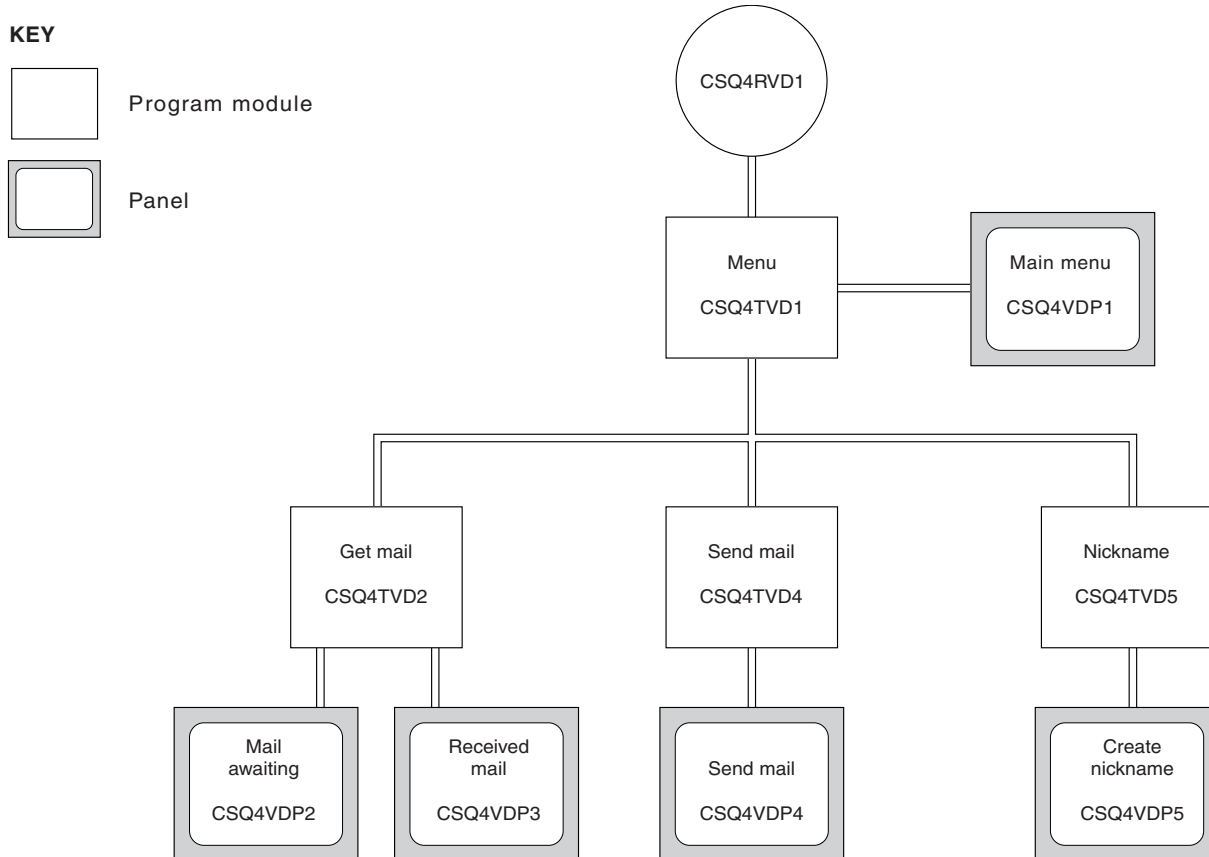 KEY
Program module
Panel
CSQ4RVD1
Menu
CSQ4TVD1
Main menu
CSQ4VDP1
Get mail
CSQ4TVD2
Send mail
CSQ4TVD4
Nickname
CSQ4TVD5
Mail
awaiting
CSQ4VDP2
Received
mail
CSQ4VDP3
Send mail
CSQ4VDP4
Create
nickname
CSQ4VDP5